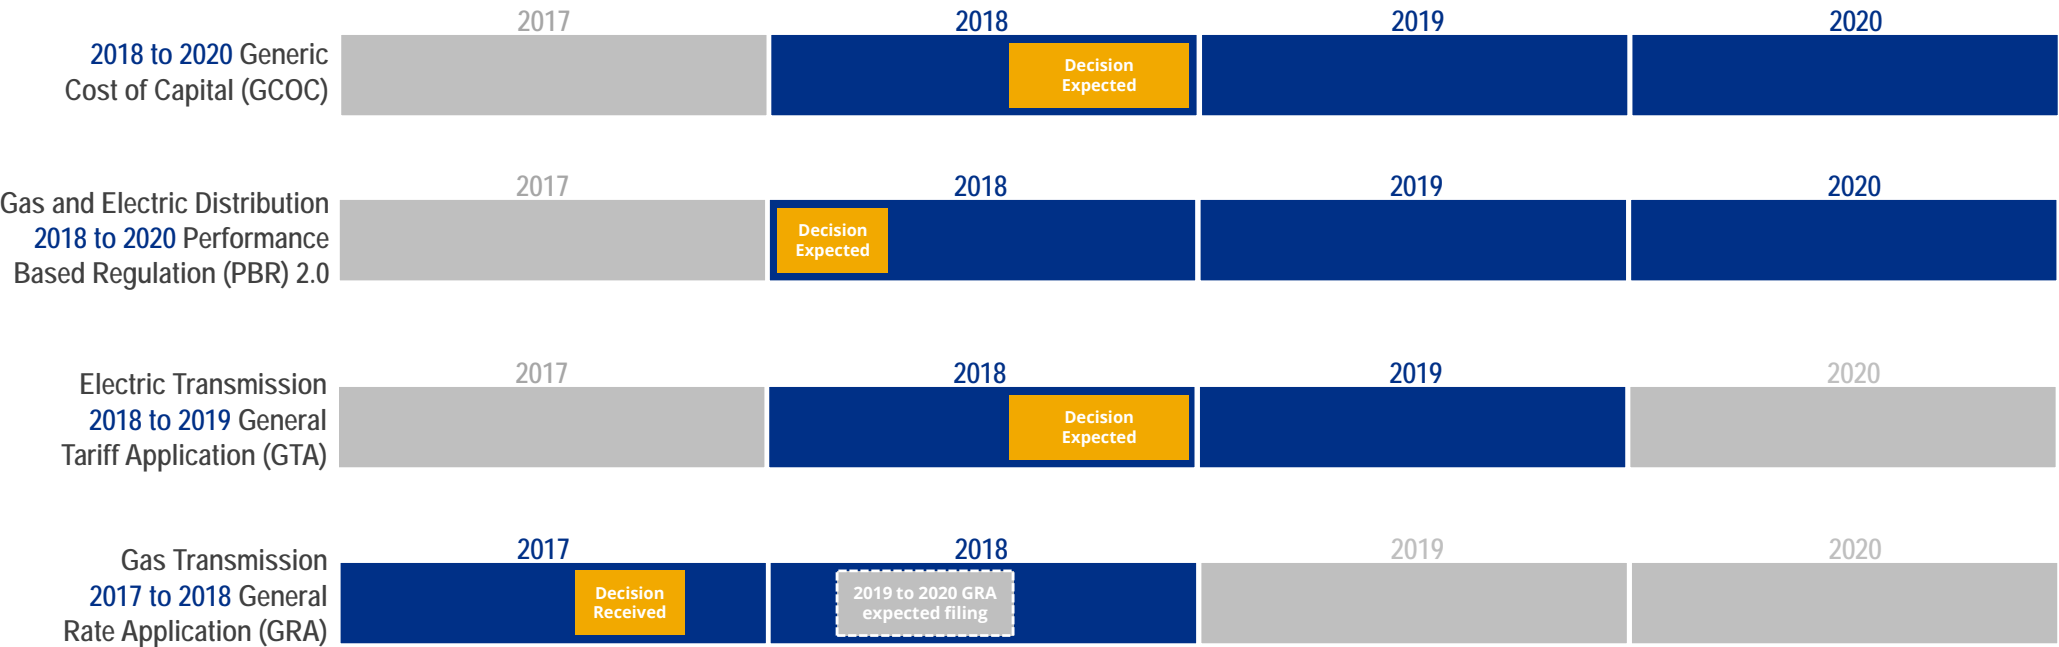 2017 2018 2019 2020
2018 to 2020 Generic
Cost of Capital (GCOC)
Decision
Expected
2017 2018 2019 2020
Gas and Electric Distribution
2018 to 2020 Performance
Based Regulation (PBR) 2.0
Decision
Expected
2017 2018 2019 2020
Electric Transmission
2018 to 2019 General
Tariff Application (GTA)
Decision
Expected
2017 2018 2019 2020
Gas Transmission
2017 to 2018 General
Rate Application (GRA)
Decision
Received
2019 to 2020 GRA
expected filing